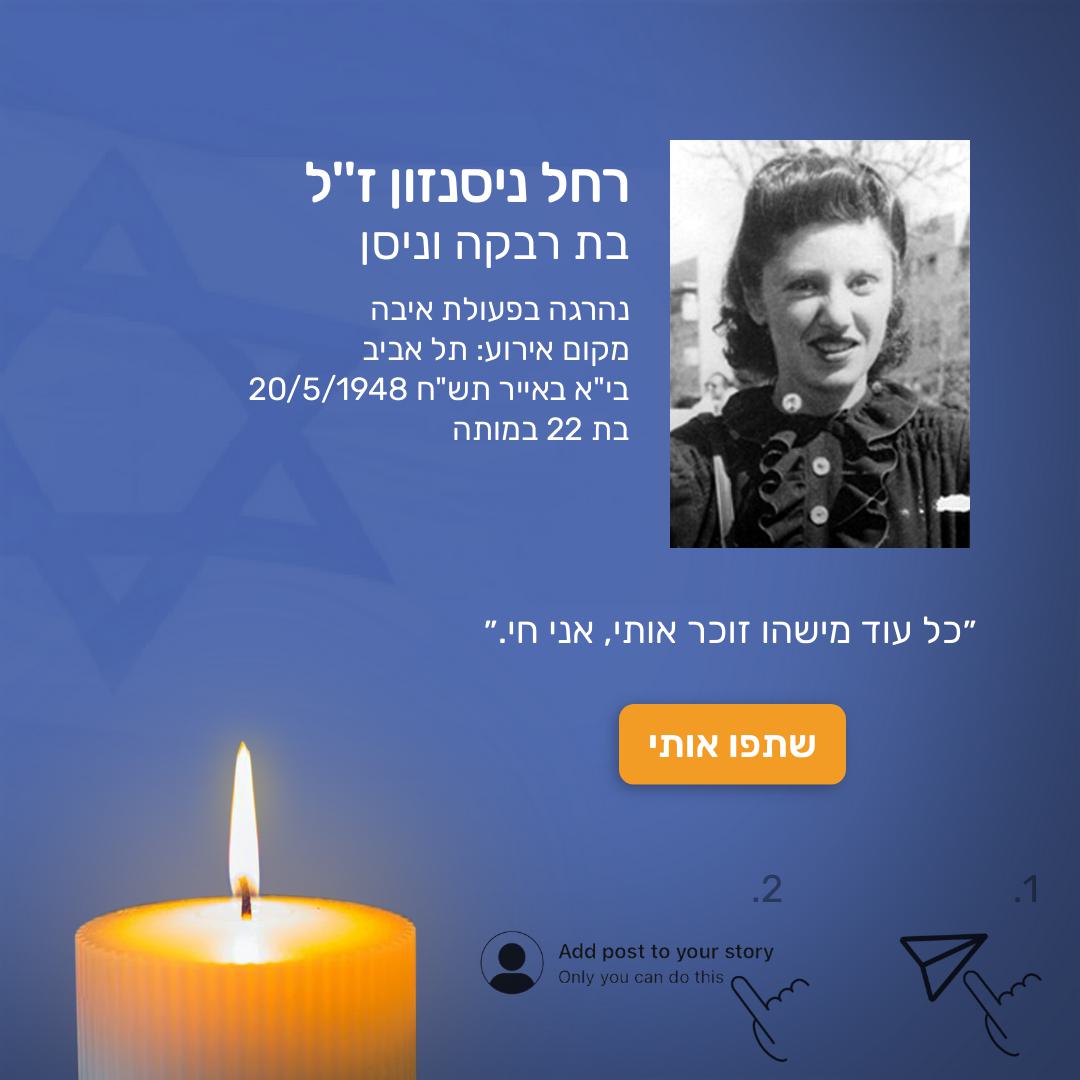 רחל ניסנזון ז"ל
בת רבקה וניסן
נהרגה בפעולת איבה
מקום אירוע: תל אביב
בי"א באייר תש"ח 20/5/1948
בת 22 במותה
״כל עוד מישהו זוכר אותי, אני חי.״
שתפו אותי
1.
2.
Add post to your story
Only you can do this